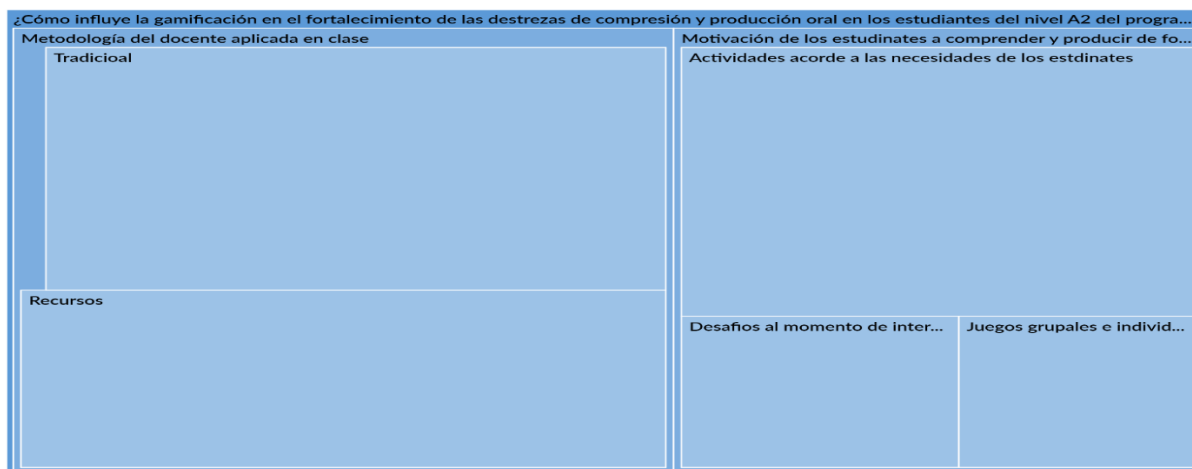 ¿Cómo influye la gamificación en el fortalecimiento de las destrezas de compresión y producción oral en los estudiantes del nivel A2 del progra...
Metodología del docente aplicada en clase
Tradicioal
Recursos
Motivación de los estudinates a comprender y producir de fo...
Actividades acorde a las necesidades de los estdinates
Desafios al momento de inter...
Juegos grupales e individ...